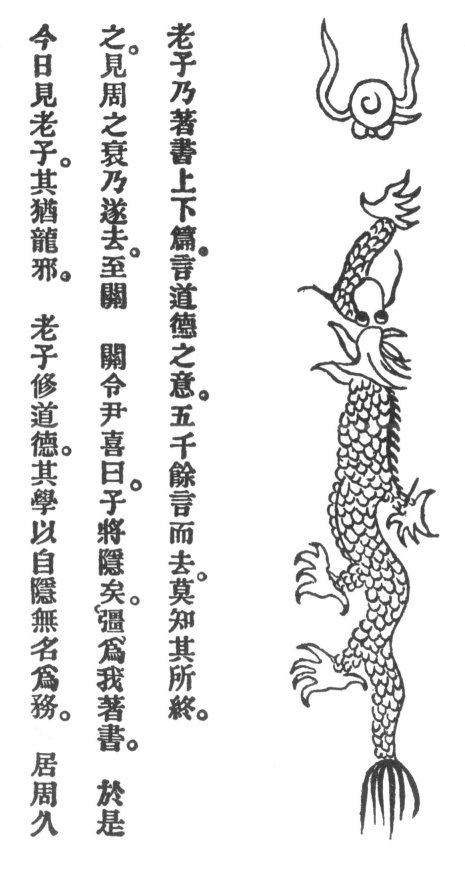 今日見老子。其猶龍邪。　老子修道德。其學以自隱無名爲務。　居周久
之。見周之衰乃遂去。至關　關令尹喜曰。子將隱矣。彊爲我著書。　於是
老子乃著書上下篇。言道德之意。五千餘言而去。莫知其所終。